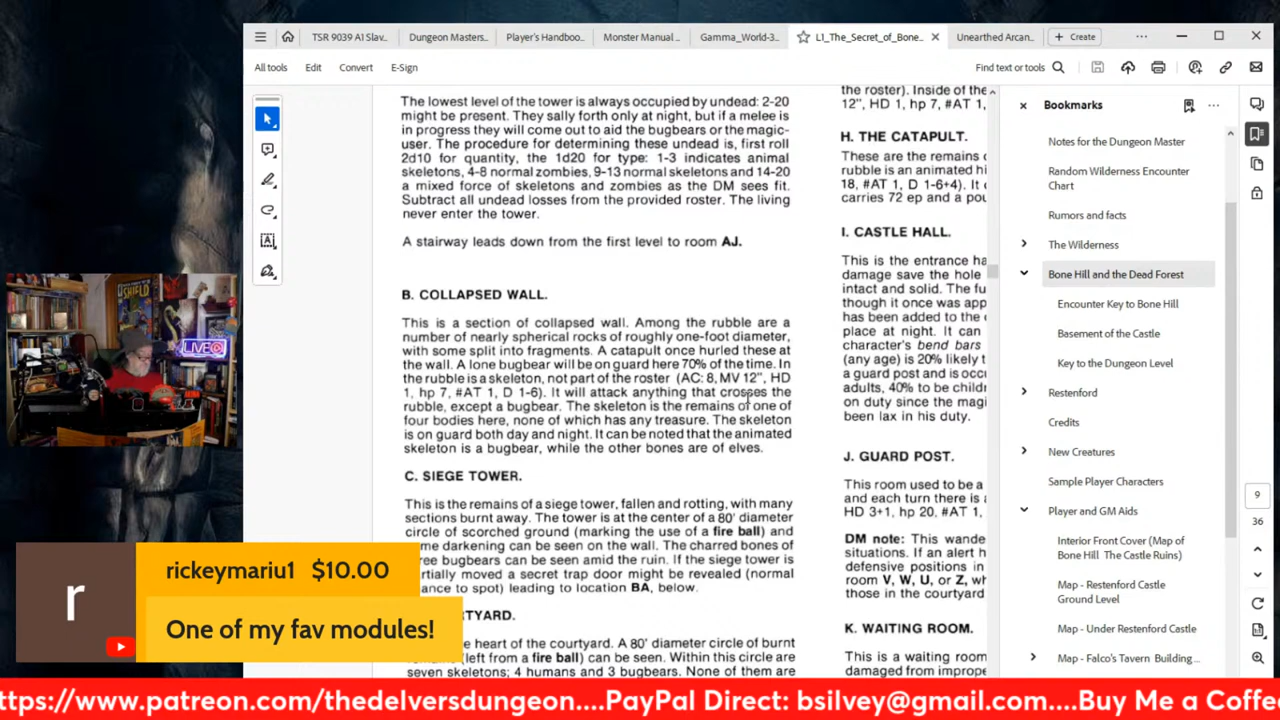 TSR 9039 A1 Slav...
Dungeon Masters...
Player's Handboo...
Monster Manual ...
Gamma_World-3...
L1_The_Secret_of_Bone...
Unearthed Arcan...
Create
All tools
Edit
Convert
E-Sign
Find text or tools
The lowest level of the tower is always occupied by undead: 2-20
might be present. They sally forth only at night, but if a melee is
in progress they will come out to aid the bugbears or the magic-
user. The procedure for determining these undead is, first roll
2d10 for quantity, the 1d20 for type: 1-3 indicates animal
skeletons, 4-8 normal zombies, 9-13 normal skeletons and 14-20
a mixed force of skeletons and zombies as the DM sees fit.
Subtract all undead losses from the provided roster. The living
never enter the tower.
A stairway leads down from the first level to room AJ.
B. COLLAPSED WALL.
This is a section of collapsed wall. Among the rubble are a
number of nearly spherical rocks of roughly one-foot diameter,
with some split into fragments. A catapult once hurled these at
the wall. A lone bugbear will be on guard here 70% of the time. In
the rubble is a skeleton, not part of the roster (AC: 8, MV 12", HD
1, hp 7, #AT 1, D 1-6). It will attack anything that crosses the
rubble, except a bugbear. The skeleton is the remains of one of
four bodies here, none of which has any treasure. The skeleton
is on guard both day and night. It can be noted that the animated
skeleton is a bugbear, while the other bones are of elves.
C. SIEGE TOWER.
This is the remains of a siege tower, fallen and rotting, with many
sections burnt away. The tower is at the center of a 80' diameter
circle of scorched ground (marking the use of a fire ball) and
me darkening can be seen on the wall. The charred bones of
ree bugbears can be seen amid the ruin. If the siege tower is
rtially moved a secret trap door might be revealed (normal
ance to spot) leading to location BA, below.
TYARD.
e heart of the courtyard. A 80' diameter circle of burnt
(left from a fire ball) can be seen. Within this circle are
seven skeletons; 4 humans and 3 bugbears. None of them are
the roster). Inside of the
12", HD 1, hp 7, #AT 1,
H. THE CATAPULT.
These are the remains o
rubble is an animated hi
18, #AT 1, D 1-6+4). It c
carries 72 ep and a pou
I. CASTLE HALL.
This is the entrance ha
damage save the hole
intact and solid. The fu
though it once was app
has been added to the
place at night. It can
character's bend bars
(any age) is 20% likely t
a guard post and is occu
adults, 40% to be childr
on duty since the magi
been lax in his duty.
J. GUARD POST.
This room used to be a
and each turn there is
HD 3+1, hp 20, #AT 1,
DM note: This wande
situations. If an alert h
defensive positions in
room V, W, U, or Z, wh
those in the courtyard
K. WAITING ROOM.
This is a waiting room
damaged from imprope
Bookmarks
Notes for the Dungeon Master
Random Wilderness Encounter
Chart
Rumors and facts
The Wilderness
Bone Hill and the Dead Forest
Encounter Key to Bone Hill
Basement of the Castle
Key to the Dungeon Level
Restenford
Credits
New Creatures
Sample Player Characters
Player and GM Aids
Interior Front Cover (Map of
Bone Hill The Castle Ruins)
Map - Restenford Castle
Ground Level
Map - Under Restenford Castle
Map - Falco's Tavern Building ...
9
36
SHIELD
LIVE
r
rickeymariu1 $10.00
One of my fav modules!
ttps://www.patreon.com/thedelversdungeon....PayPal Direct: bsilvey@gmail.com....Buy Me a Coffe